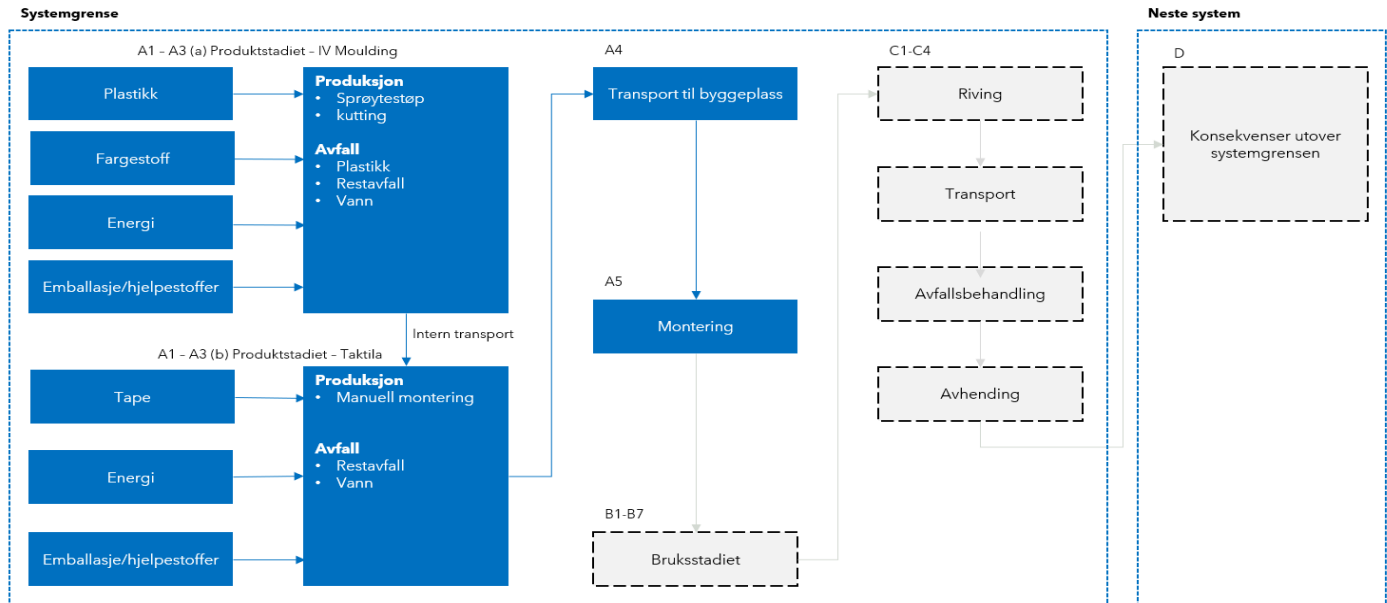 Systemgrense
A1 – A3 (a) Produktstadiet – IV Moulding
Plastikk
Fargestoff
Energi
Emballasje/hjelpestoffer
Produksjon
• Sprøytestøp
• kutting
Avfall
• Plastikk
• Restavfall
• Vann
Intern transport
A1 – A3 (b) Produktstadiet – Taktila
Tape
Energi
Emballasje/hjelpestoffer
Produksjon
• Manuell montering
Avfall
• Restavfall
• Vann
A4
Transport til byggeplass
A5
Montering
B1-B7
Bruksstadiet
C1-C4
Riving
Transport
Avfallsbehandling
Avhending
Neste system
D
Konsekvenser utover
systemgrensen